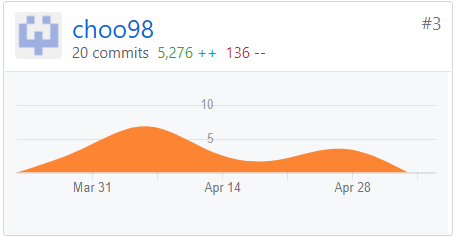 choo98
#3
20 commits 5,276 ++ 136 --
10
5
Mar 31 Apr 14 Apr 28